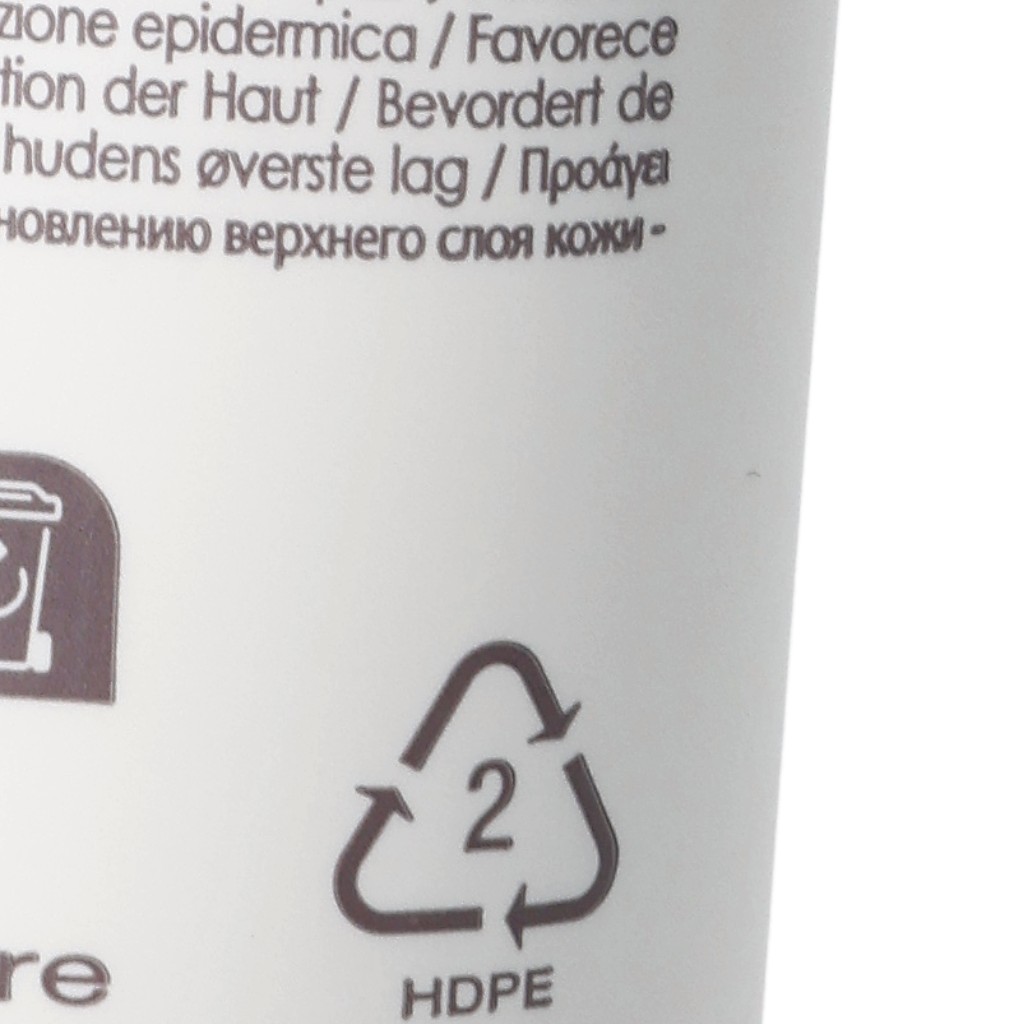 zione epidermica / Favorece
tion der Haut / Bevordert de
hudens øverste lag / Προάγει
новлению верхнего слоя кожи -
2
re
HDPE